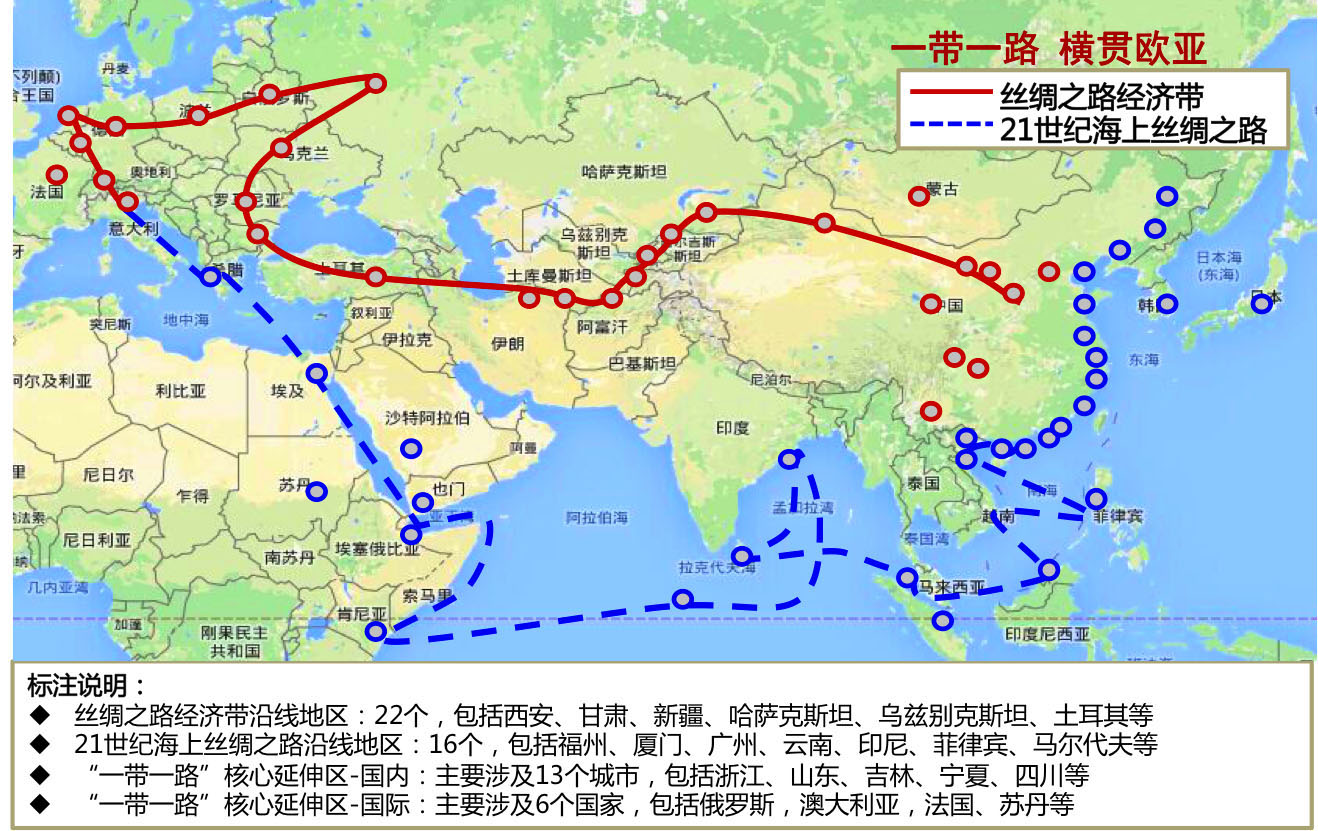 一带一路 横贯欧亚
丝绸之路经济带
21世纪海上丝绸之路
丹麦
不列颠)
合王国
波兰
罗斯
德
克兰
奥地利
法国
罗马尼亚
意大利
哈萨克斯坦
蒙古
乌兹别克
斯坦
吉尔吉斯
斯坦
日本海
(东海)
牙
希腊
土耳其
土库曼斯坦
中国
韩
日本
突尼斯
地中海
叙利亚
伊拉克
伊朗
阿富汗
巴基斯坦
尼泊尔
东海
阿尔及利亚
利比亚
埃及
沙特阿拉伯
阿曼
印度
里
尼日尔
乍得
苏丹
也门
亚丁湾
阿拉伯海
孟加拉湾
泰国
南海
越南
菲律宾
法索
尼日利亚
南苏丹
埃塞俄比亚
泰国湾
纳
几内亚湾
索马里
拉克代夫海
马来西亚
加蓬
刚果民主
共和国
肯尼亚
印度尼西亚
标注说明：
◆ 丝绸之路经济带沿线地区：22个，包括西安、甘肃、新疆、哈萨克斯坦、乌兹别克斯坦、土耳其等
◆ 21世纪海上丝绸之路沿线地区：16个，包括福州、厦门、广州、云南、印尼、菲律宾、马尔代夫等
◆ “一带一路”核心延伸区-国内：主要涉及13个城市，包括浙江、山东、吉林、宁夏、四川等
◆ “一带一路”核心延伸区-国际：主要涉及6个国家，包括俄罗斯，澳大利亚，法国、苏丹等